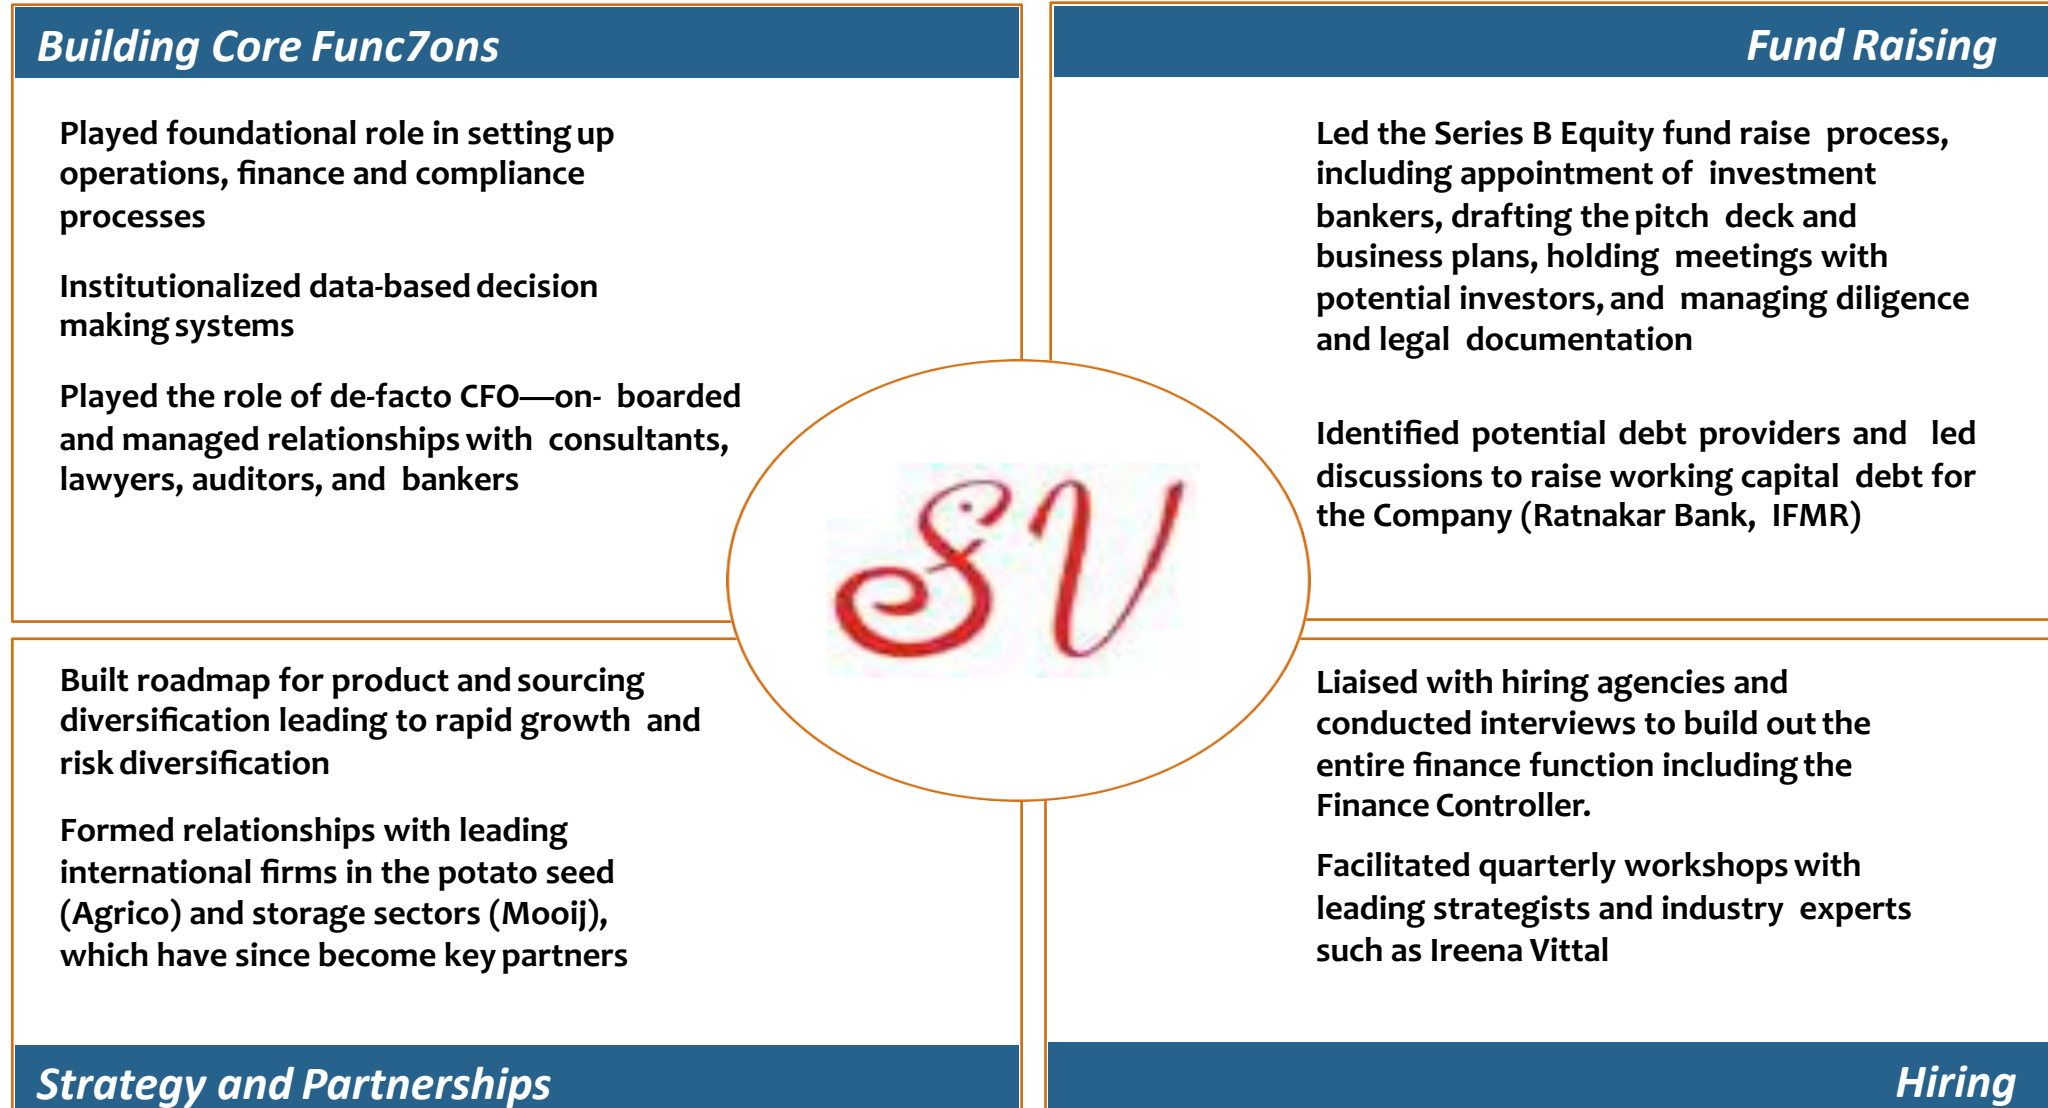 Building Core Func7ons
Played foundational role in setting up
operations, finance and compliance
processes
Institutionalized data-based decision
making systems
Played the role of de-facto CFO—on- boarded
and managed relationships with consultants,
lawyers, auditors, and bankers
Fund Raising
Led the Series B Equity fund raise process,
including appointment of investment
bankers, drafting the pitch deck and
business plans, holding meetings with
potential investors, and managing diligence
and legal documentation
Identified potential debt providers and led
discussions to raise working capital debt for
the Company (Ratnakar Bank, IFMR)
SV
Built roadmap for product and sourcing
diversification leading to rapid growth and
risk diversification
Formed relationships with leading
international firms in the potato seed
(Agrico) and storage sectors (Mooij),
which have since become key partners
Strategy and Partnerships
Liaised with hiring agencies and
conducted interviews to build out the
entire finance function including the
Finance Controller.
Facilitated quarterly workshops with
leading strategists and industry experts
such as Ireena Vittal
Hiring